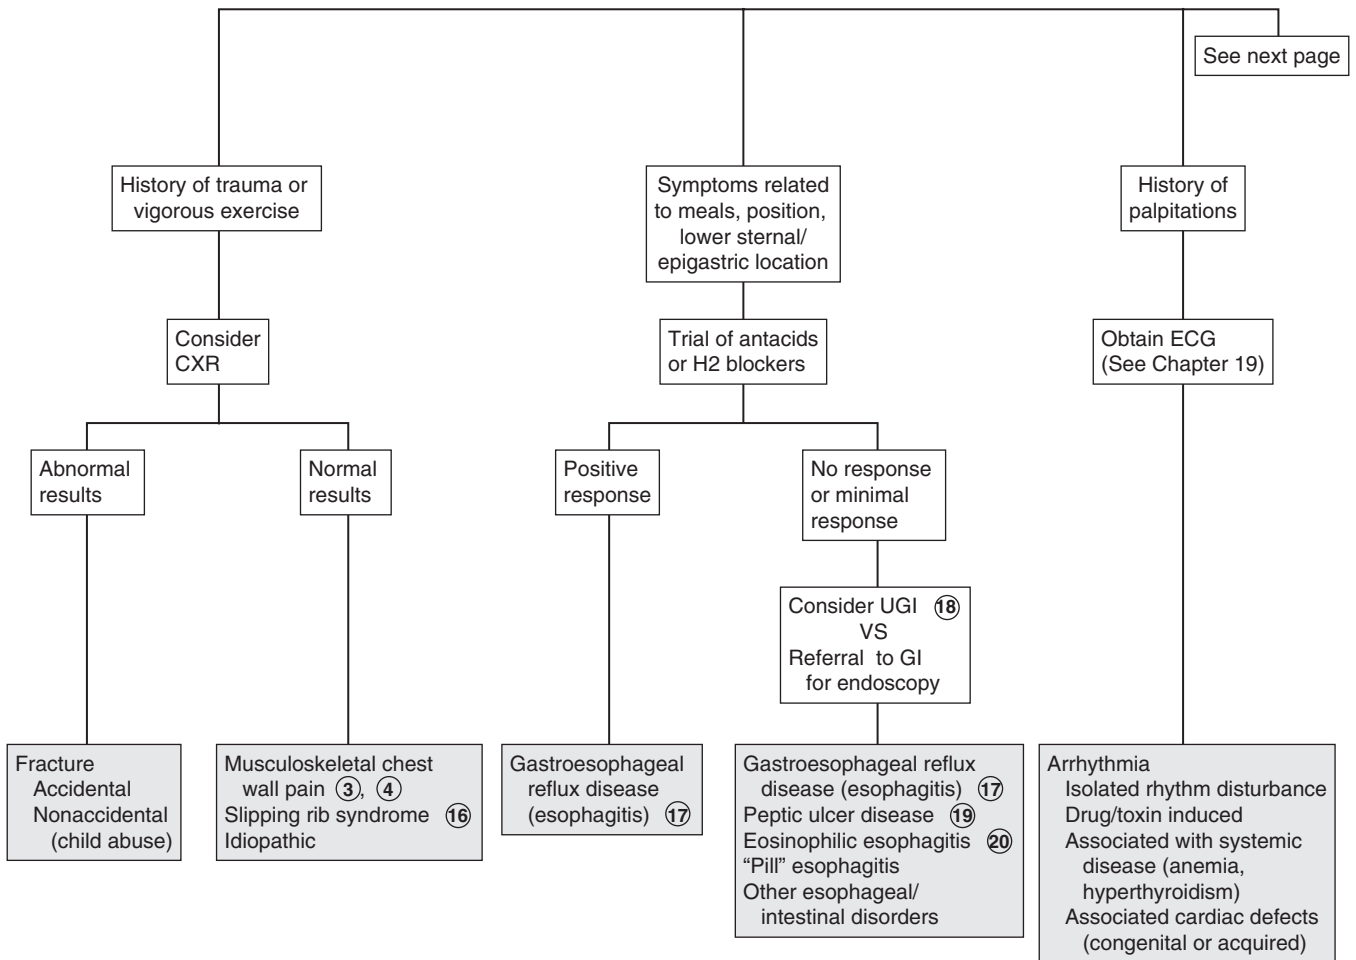 See next page
History of trauma or
vigorous exercise
Symptoms related
to meals, position,
lower sternal/
epigastric location
History of
palpitations
Consider
CXR
Trial of antacids
or H2 blockers
Obtain ECG
(See Chapter 19)
Abnormal
results
Normal
results
Positive
response
No response
or minimal
response
Consider UGI 18
VS
Referral to GI
for endoscopy
Fracture
Accidental
Nonaccidental
(child abuse)
Musculoskeletal chest
wall pain 3, 4
Slipping rib syndrome 16
Idiopathic
Gastroesophageal
reflux disease
(esophagitis) 17
Gastroesophageal reflux
disease (esophagitis) 17
Peptic ulcer disease 19
Eosinophilic esophagitis 20
“Pill” esophagitis
Other esophageal/
intestinal disorders
Arrhythmia
Isolated rhythm disturbance
Drug/toxin induced
Associated with systemic
disease (anemia,
hyperthyroidism)
Associated cardiac defects
(congenital or acquired)